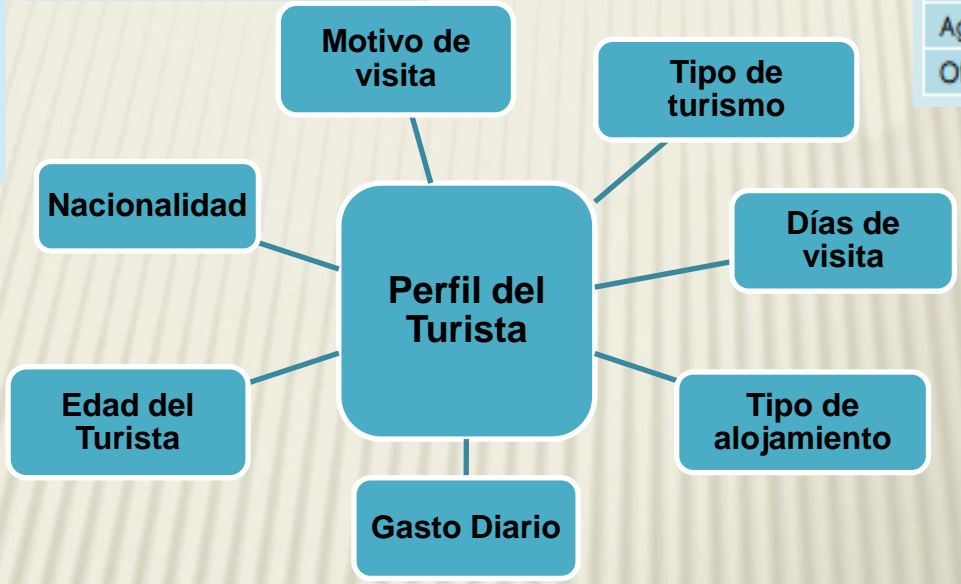 Motivo de
visita
Tipo de
turismo
Nacionalidad
Días de
visita
Perfil del
Turista
Edad del
Turista
Tipo de
alojamiento
Gasto Diario